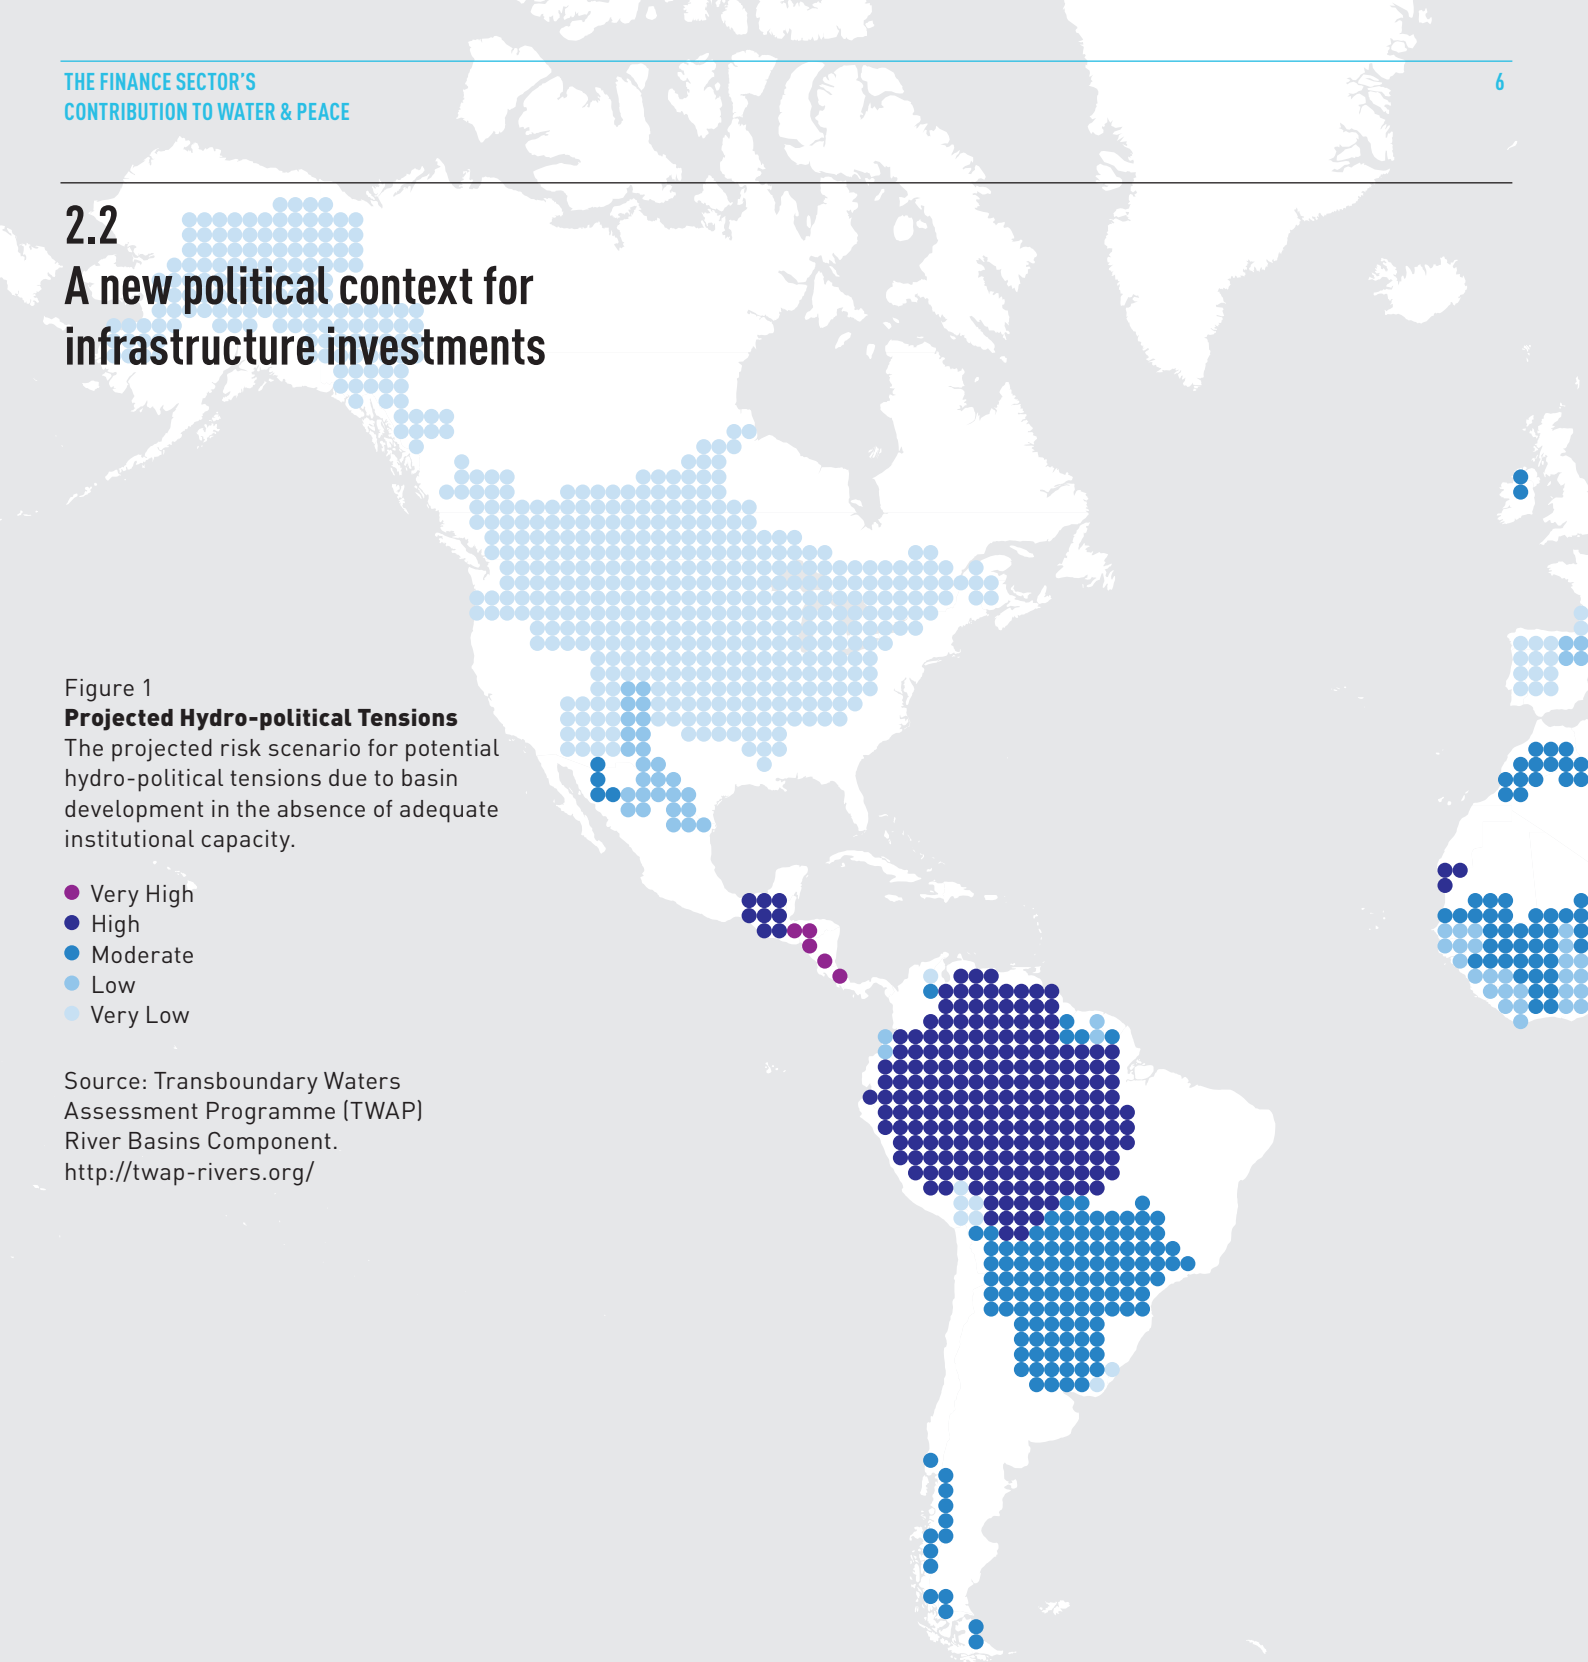 THE FINANCE SECTOR'S
CONTRIBUTION TO WATER & PEACE
6
2.2
A new political context for
infrastructure investments
Figure 1
Projected Hydro-political Tensions
The projected risk scenario for potential
hydro-political tensions due to basin
development in the absence of adequate
institutional capacity.
Very High
High
Moderate
Low
Very Low
Source: Transboundary Waters
Assessment Programme (TWAP)
River Basins Component.
http://twap-rivers.org/